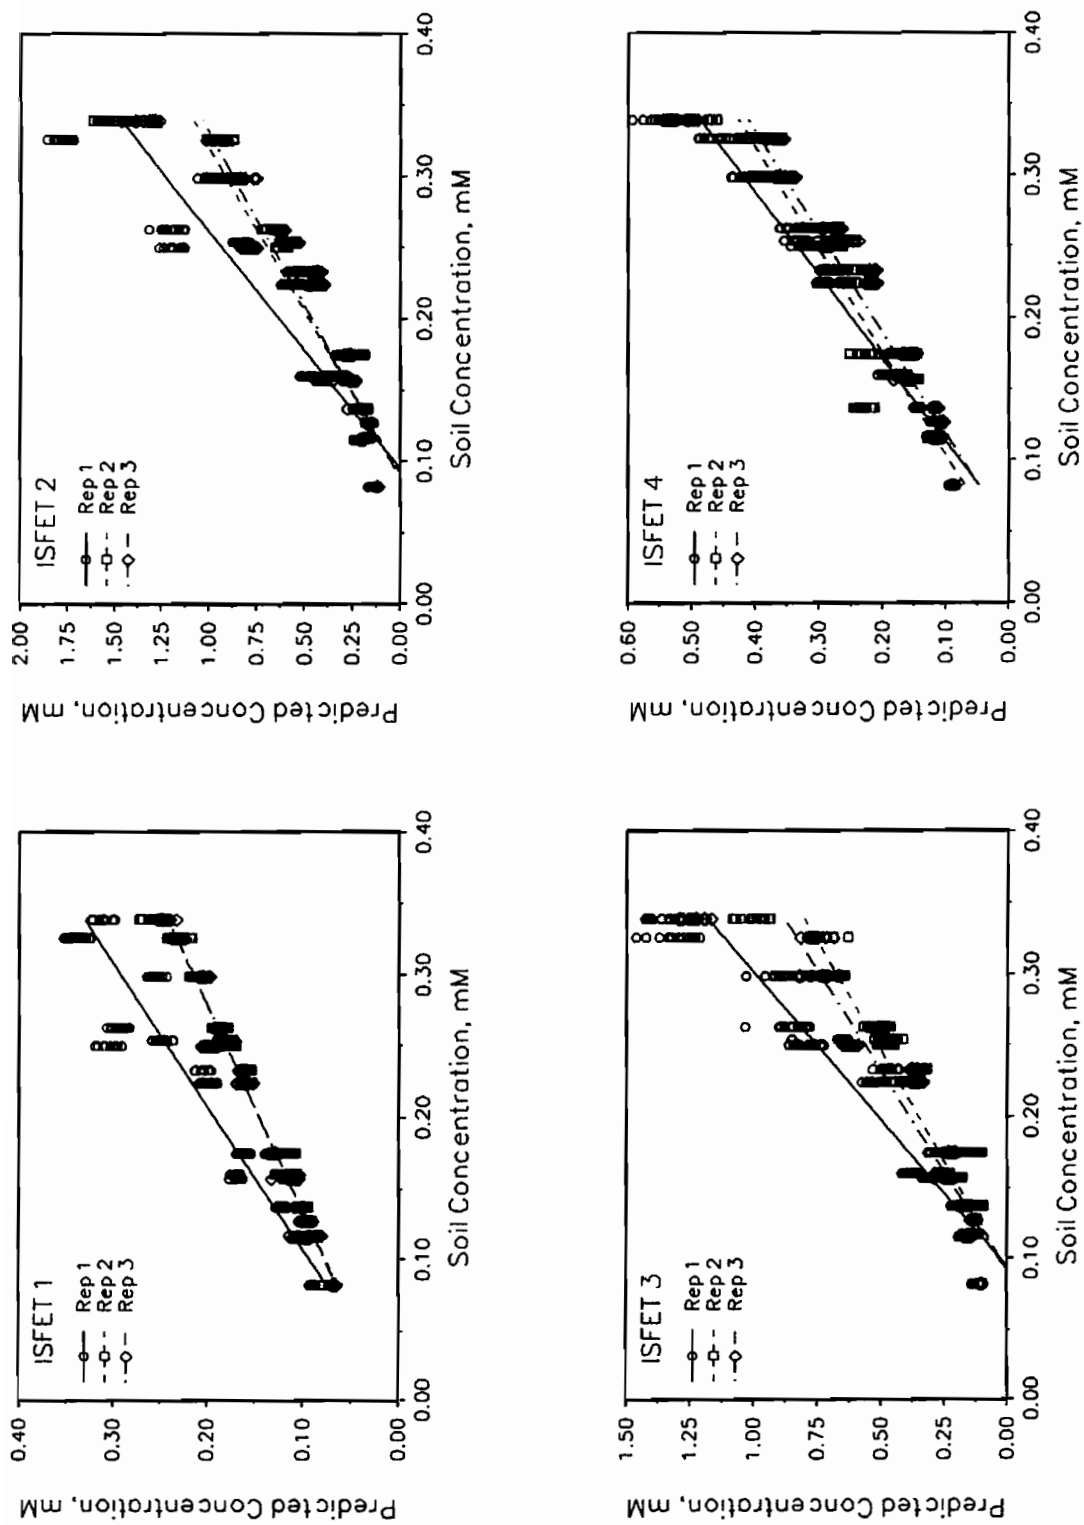 ISFET 1
Rep 1
Rep 2
Rep 3
0.40
0.30
0.20
0.10
0.00
Predicted Concentration, mM
0.00
0.10
0.20
0.30
0.40
Soil Concentration, mM
ISFET 2
Rep 1
Rep 2
Rep 3
2.00
1.75
1.50
1.25
1.00
0.75
0.50
0.25
0.00
Predicted Concentration, mM
0.00
0.10
0.20
0.30
0.40
Soil Concentration, mM
ISFET 3
Rep 1
Rep 2
Rep 3
1.50
1.25
1.00
0.75
0.50
0.25
0.00
Predicted Concentration, mM
0.00
0.10
0.20
0.30
0.40
Soil Concentration, mM
ISFET 4
Rep 1
Rep 2
Rep 3
0.60
0.50
0.40
0.30
0.20
0.10
0.00
Predicted Concentration, mM
0.00
0.10
0.20
0.30
0.40
Soil Concentration, mM